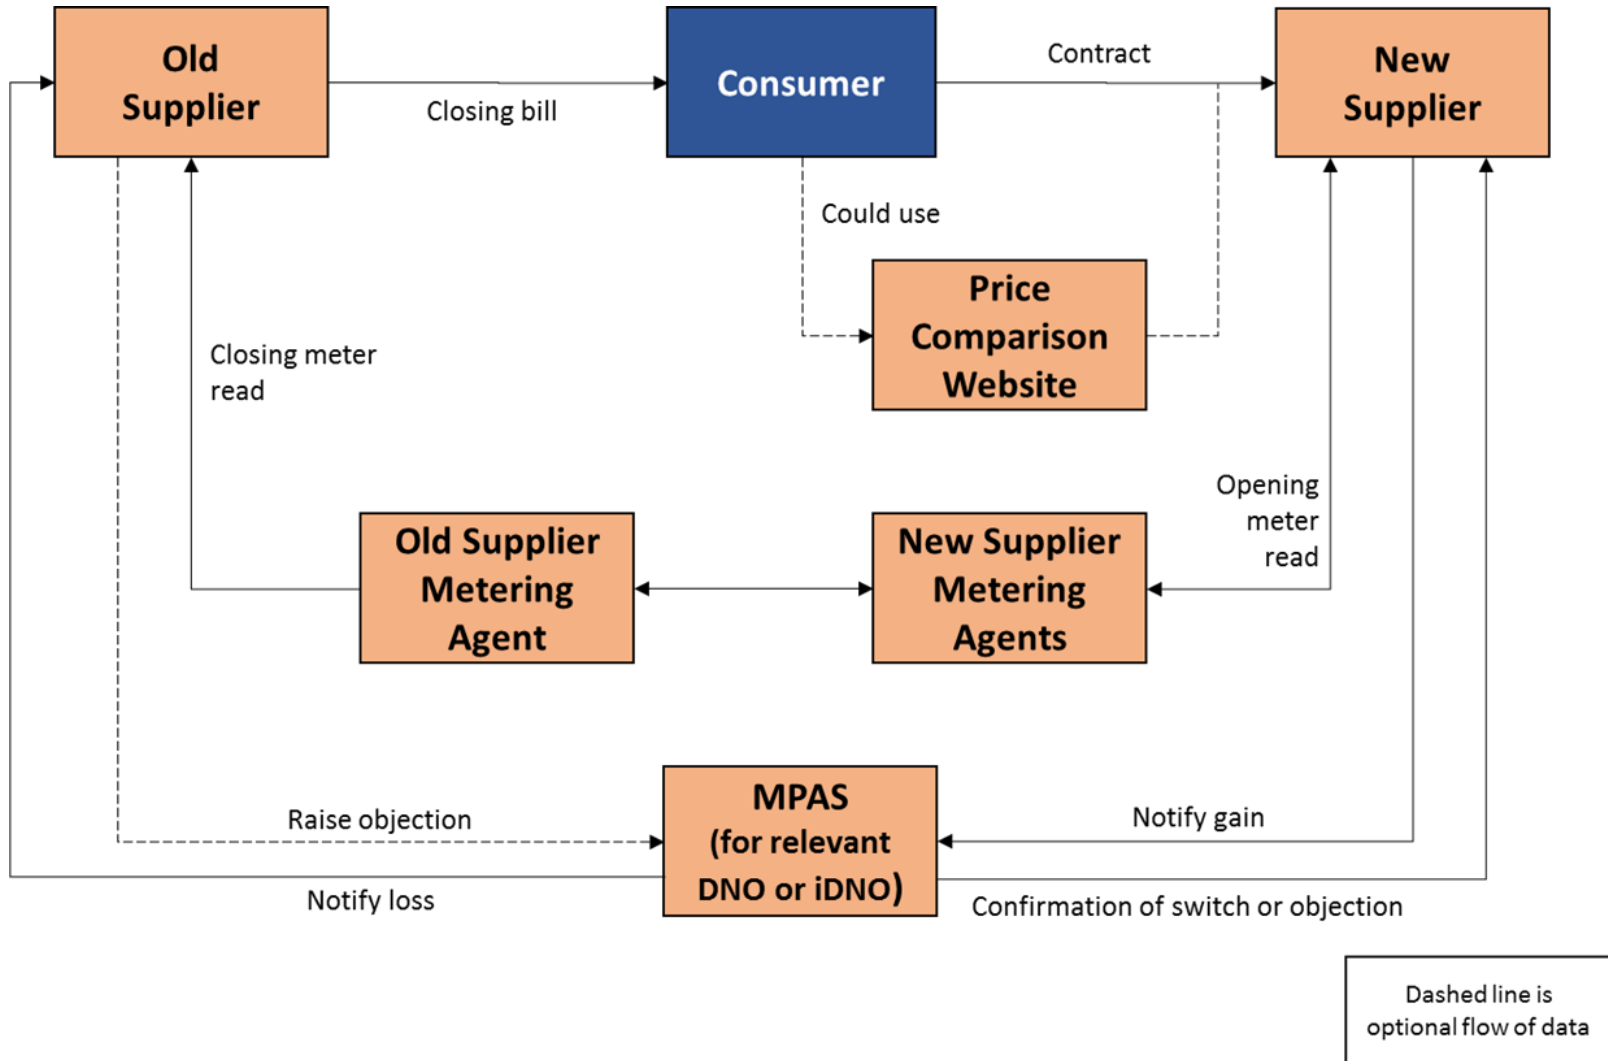 Old
Supplier
Closing bill
Consumer
Contract
New
Supplier
Could use
Price
Comparison
Website
Closing meter
read
Opening
meter
read
Old Supplier
Metering
Agent
New Supplier
Metering
Agents
Raise objection
Notify loss
MPAS
(for relevant
DNO or iDNO)
Notify gain
Confirmation of switch or objection
Dashed line is
optional flow of data